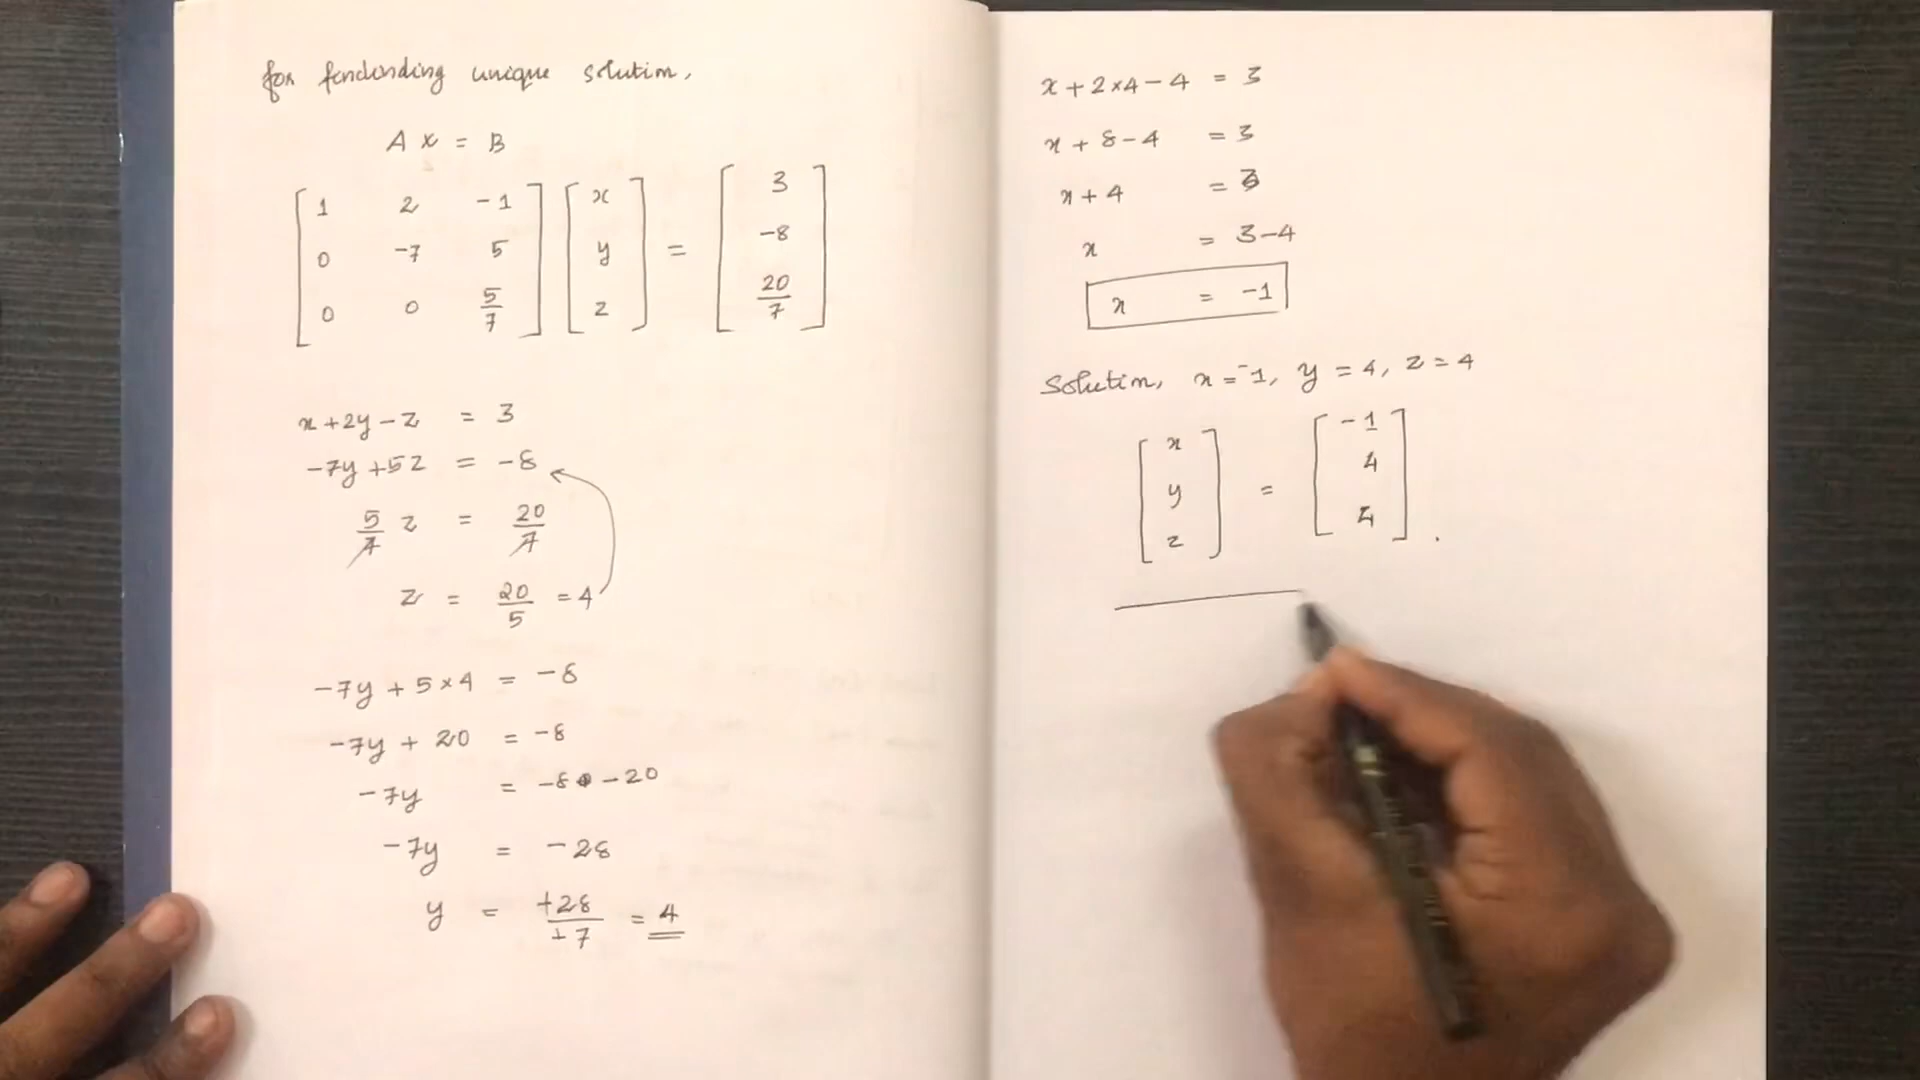 for fendinding unique solution,
A x = B
[ 1 2 -1 ] [ x ] = [ 3 ]
[ 0 -7 5 ] [ y ] = [ -8 ]
[ 0 0 5/7 ] [ z ] = [ 20/7 ]
x + 2y - z = 3
-7y + 5z = -8
5/7 z = 20/7
z = 20/5 = 4
-7y + 5 × 4 = -8
-7y + 20 = -8
-7y = -8 - 20
-7y = -28
y = +28/+7 = 4
x + 2×4 - 4 = 3
x + 8 - 4 = 3
x + 4 = 3
x = 3-4
x = -1
Solution, x = -1, y = 4, z = 4
[ x ] = [ -1 ]
[ y ] = [ 4 ]
[ z ] = [ 4 ] .